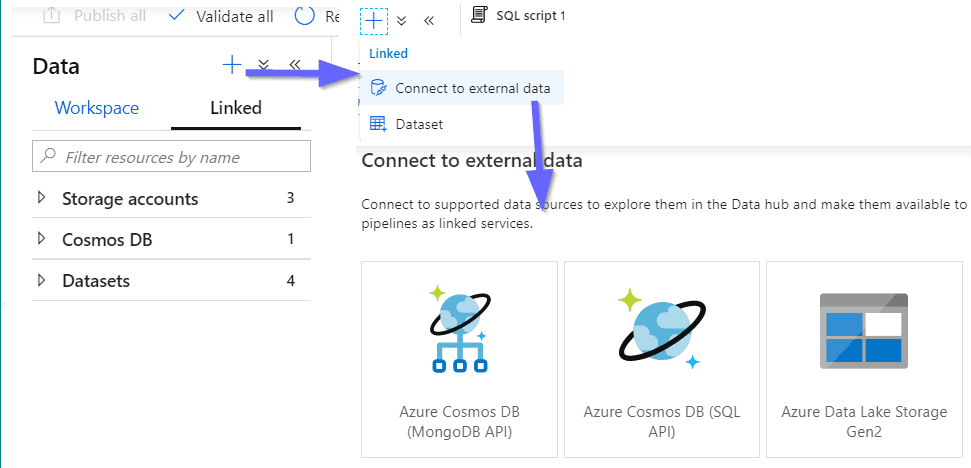 Publish all
Validate all
Re
SQL script 1
Data
Linked
Connect to external data
Dataset
Workspace
Linked
Filter resources by name
Storage accounts 3
Cosmos DB 1
Datasets 4
Connect to external data
Connect to supported data sources to explore them in the Data hub and make them available to
pipelines as linked services.
Azure Cosmos DB
(MongoDB API)
Azure Cosmos DB (SQL
API)
Azure Data Lake Storage
Gen2